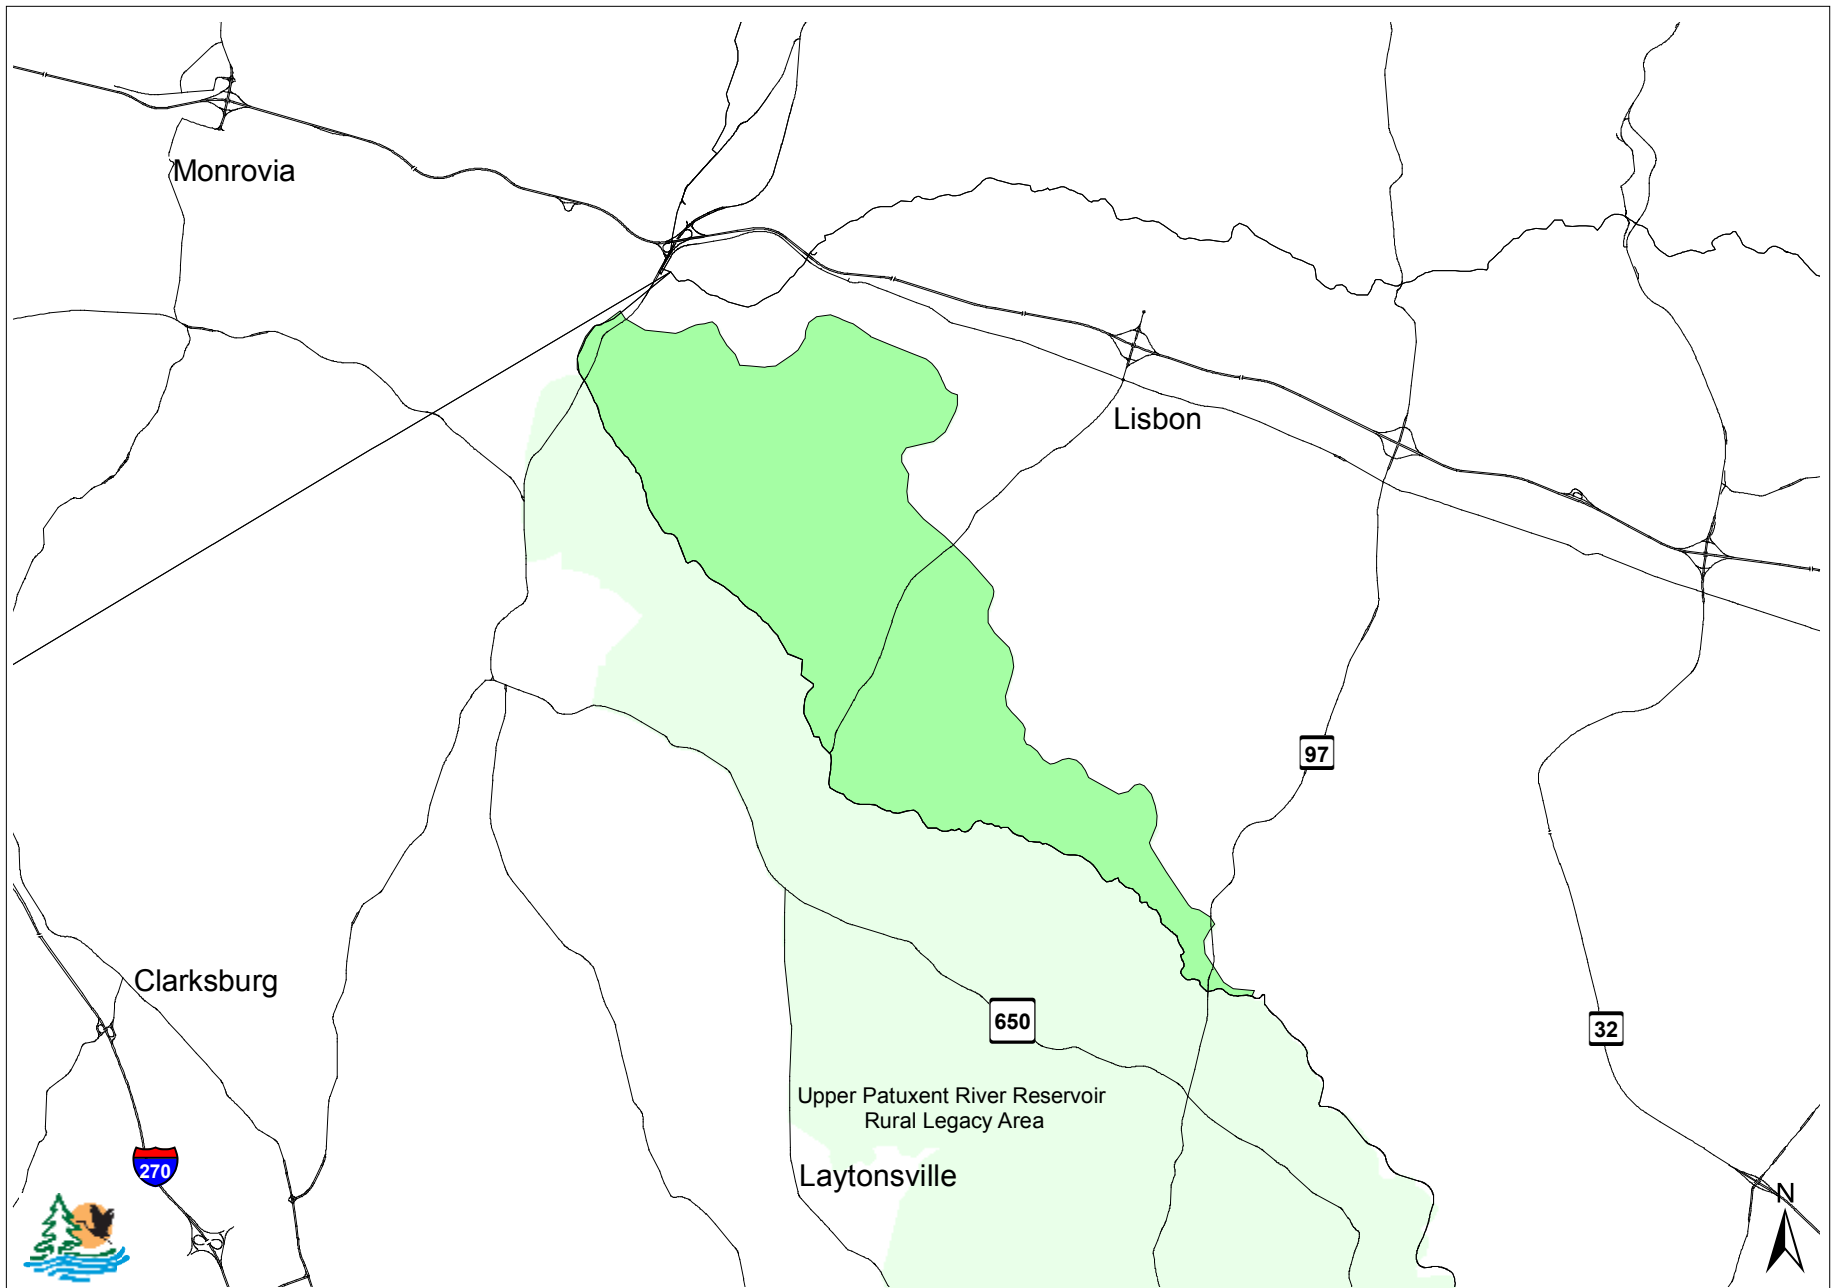 Monrovia
Lisbon
97
Clarksburg
650
32
Upper Patuxent River Reservoir
Rural Legacy Area
270
Laytonsville
N